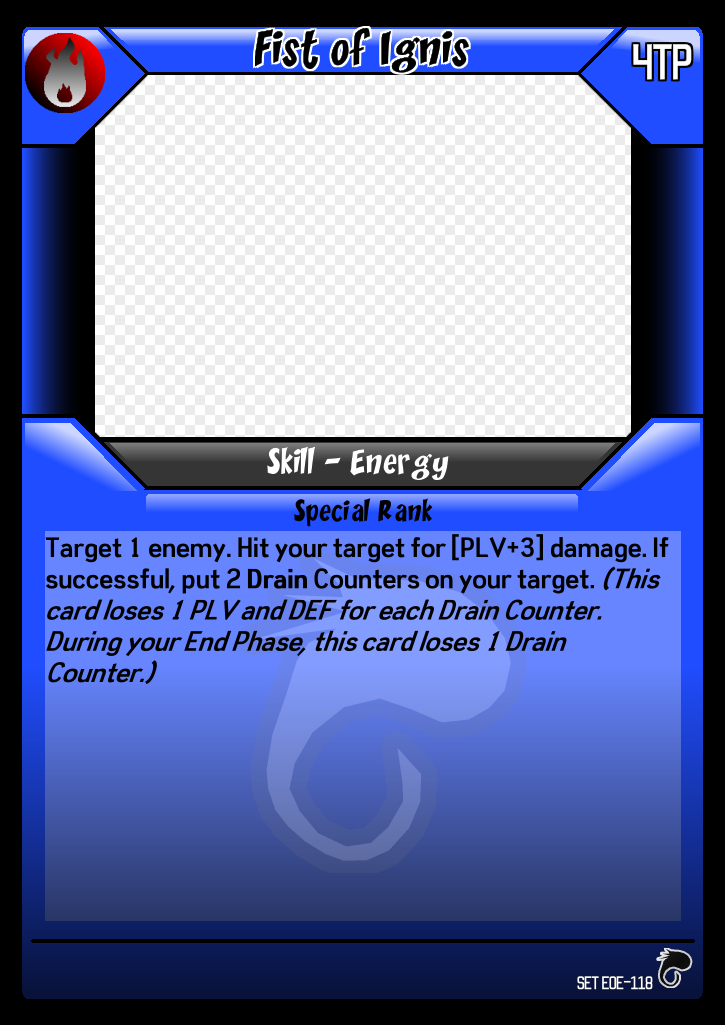 Fist of Ignis
4TP
Skill - Energy
Special Rank
Target 1 enemy. Hit your target for [PLV+3] damage. If
successful, put 2 Drain Counters on your target. (This
card loses 1 PLV and DEF for each Drain Counter.
During your End Phase, this card loses 1 Drain
Counter.)
SET EOE-118